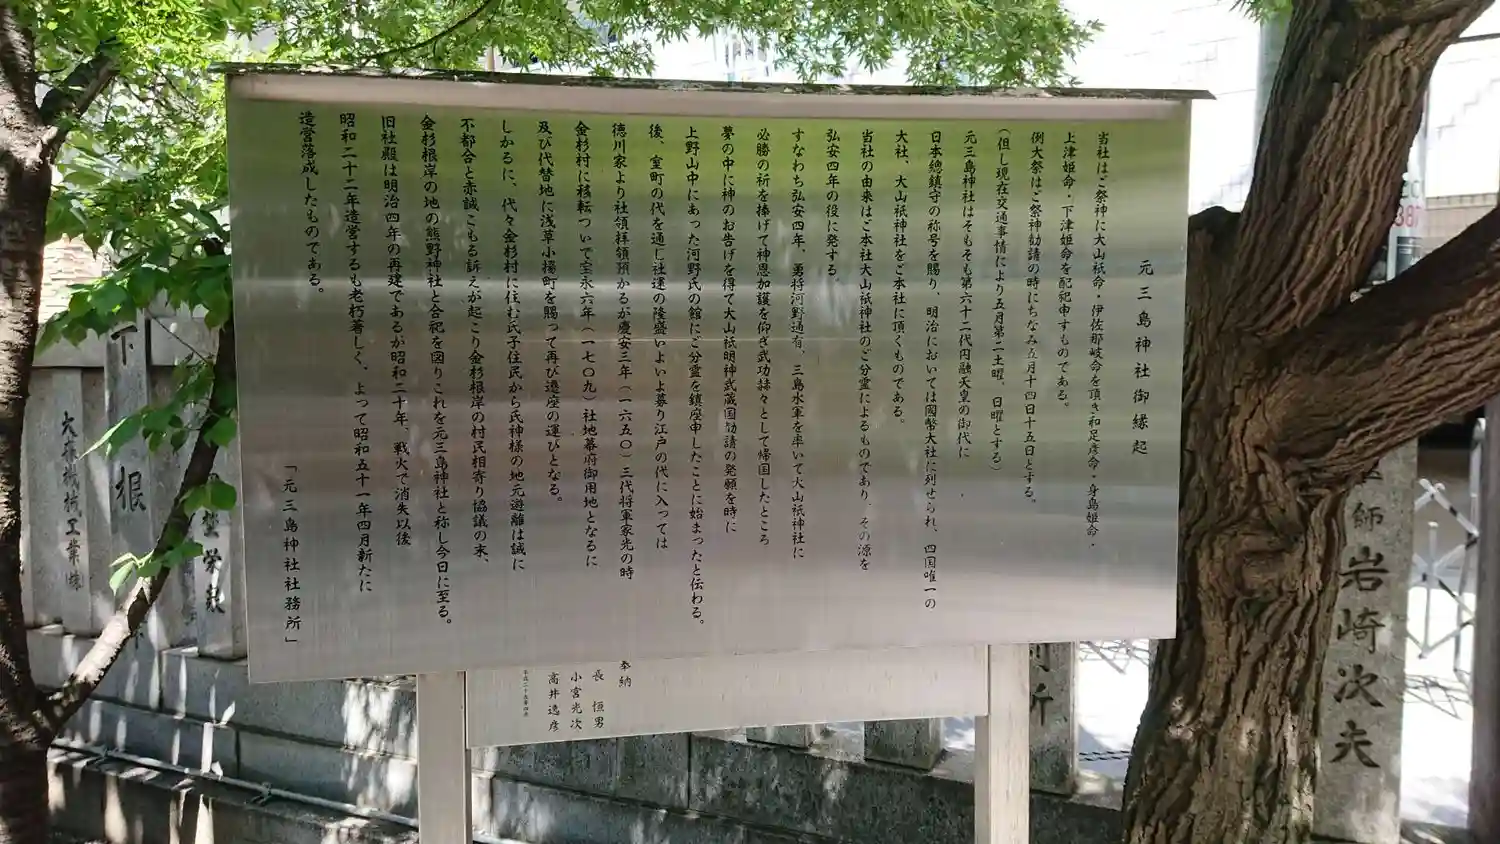 元三島神社御縁起
当社はご祭神に大山祇命・伊佐那岐命を頂き和足彦命・身島姫命・
上津姫命・下津姫命を配祀申すものである。
例大祭はご祭神勧請の時にちなみ五月十四日十五日とする。
(但し現在交通事情により五月第二土曜、日曜とする)
元三島神社はそもそも第六十二代円融天皇の御代に
日本總鎮守の称号を賜り、明治においては國幣大社に列せられ、四国唯一の
大社、大山祇神社をご本社に頂くものである。
当社の由来はご本社大山祇神社のご分霊によるものであり、その源を
弘安四年の役に発する。
すなわち弘安四年、勇将河野通有、三島水軍を率いて大山祇神社に
必勝の祈を捧げて神恩加護を仰ぎ武功赫々として帰国したところ
夢の中に神のお告げを得て大山祇明神武蔵国勧請の発願を時に
上野山中にあった河野氏の館にご分霊を鎮座申したことに始まったと伝わる。
後、室町の代を通し社運の隆盛いよいよ募り江戸の代に入っては
徳川家より社領拝領預かるが慶安三年(一六五〇)三代将軍家光の時
金杉村に移転ついで宝永六年(一七〇九)社地幕府御用地となるに
及び代替地に浅草小揚町を賜って再び遷座の運びとなる。
しかるに、代々金杉村に住む氏子住民から氏神様の地元遊離は誠に
不都合と赤誠こもる訴えが起こり金杉根岸の村民相寄り協議の末、
金杉根岸の地の熊野神社と合祀を図りこれを元三島神社と称し今日に至る。
旧社殿は明治四年の再建であるが昭和二十年、戦火で消失以後
昭和二十二年造営するも老朽著しく、よって昭和五十一年四月新たに
造営落成したものである。
「元三島神社社務所」
奉納
長恒男
小宮光次
高井逸彦
師岩崎次夫
下根
大森機械工業㈱